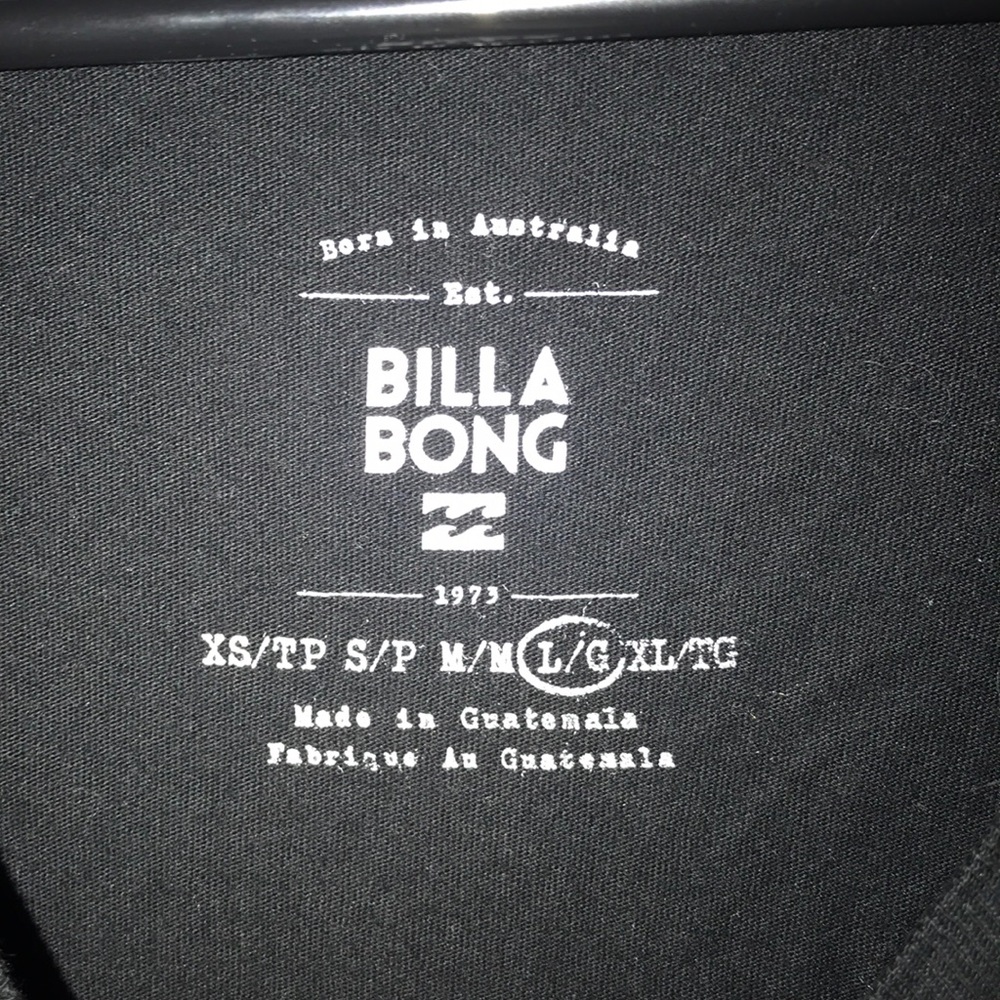 Born in Australia
Est.
BILLA
BONG
1973
XS/TP S/P M/M L/G XL/TG
Made in Guatemala
Fabrique Au Guatemala